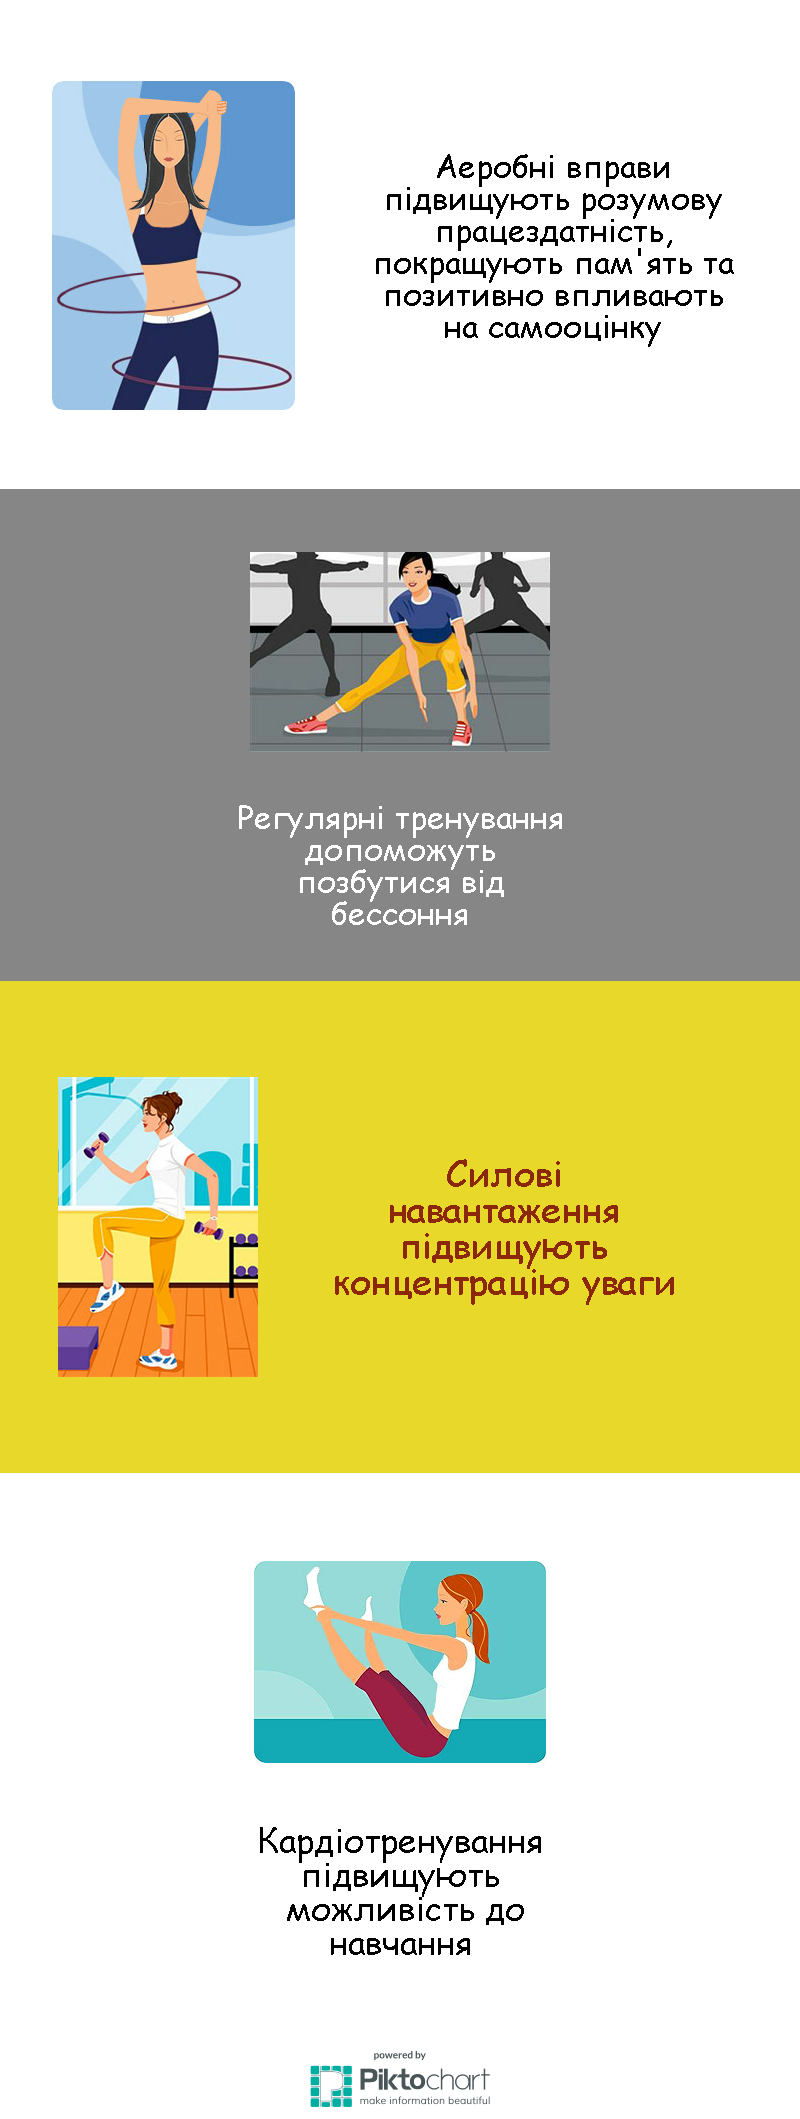 Аеробні вправи
підвищують розумову
працездатність,
покращують пам'ять та
позитивно впливають
на самооцінку
Регулярні тренування
допоможуть
позбутися від
бессоння
Силові
навантаження
підвищують
концентрацію уваги
Кардіотренування
підвищують
можливість до
навчання
powered by
Piktochart
make information beautiful